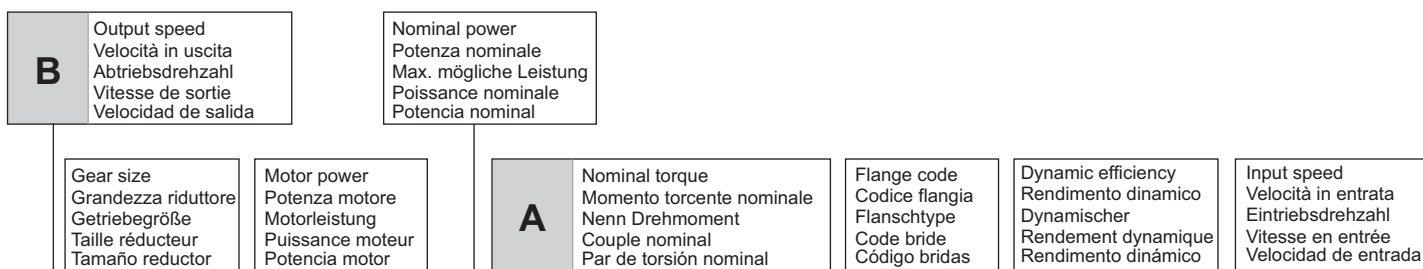 B
Output speed
Velocità in uscita
Abtriebsdrehzahl
Vitesse de sortie
Velocidad de salida
Nominal power
Potenza nominale
Max. mögliche Leistung
Poissance nominale
Potencia nominal
Gear size
Grandezza riduttore
Getriebegröße
Taille réducteur
Tamaño reductor
Motor power
Potenza motore
Motorleistung
Puissance moteur
Potencia motor
A
Nominal torque
Momento torcente nominale
Nenn Drehmoment
Couple nominal
Par de torsión nominal
Flange code
Codice flangia
Flanschtype
Code bride
Código bridas
Dynamic efficiency
Rendimento dinamico
Dynamischer
Rendement dynamique
Rendimento dinámico
Input speed
Velocità in entrata
Eintriebsdrehzahl
Vitesse en entrée
Velocidad de entrada